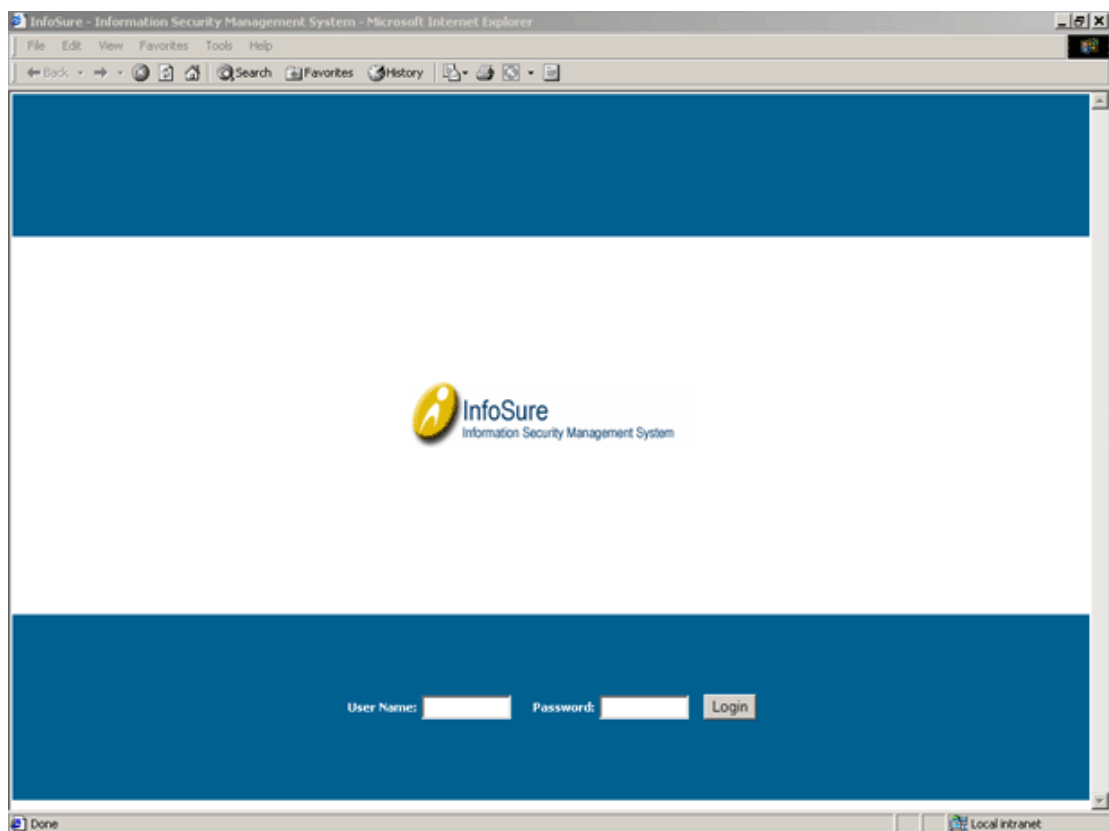 InfoSure - Information Security Management System - Microsoft Internet Explorer
File Edit View Favorites Tools Help
Back Search Favorites History
InfoSure
Information Security Management System
User Name: Password: Login
Done Local intranet